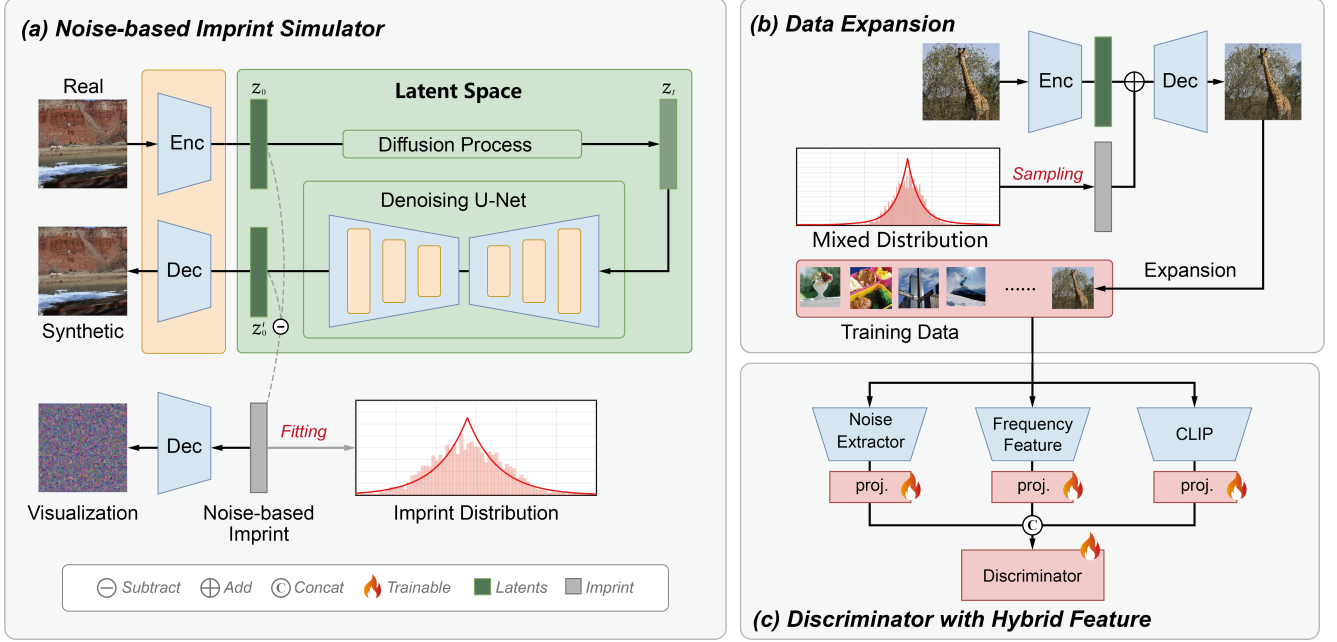 (a) Noise-based Imprint Simulator
Real
Enc
z0
Latent Space
zt
Diffusion Process
Denoising U-Net
Dec
Synthetic
z0t
Dec
Fitting
Visualization
Noise-based
Imprint
Imprint Distribution
Subtract
Add
C
Concat
Trainable
Latents
Imprint
(b) Data Expansion
Enc
Dec
Sampling
Mixed Distribution
Expansion
......
Training Data
Noise
Extractor
Frequency
Feature
CLIP
proj.
proj.
proj.
C
Discriminator
(c) Discriminator with Hybrid Feature